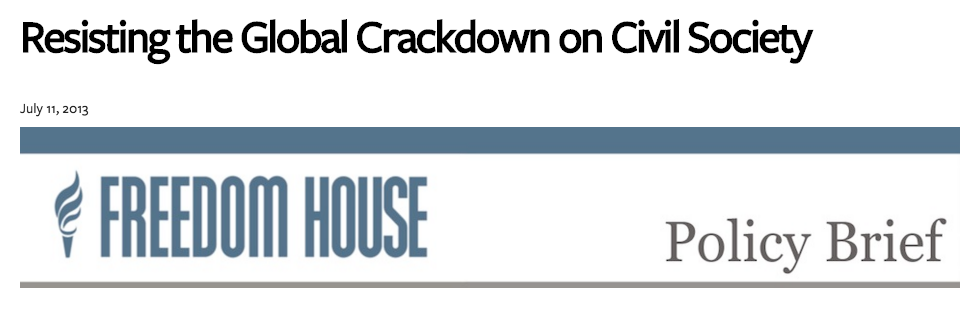 Resisting the Global Crackdown on Civil Society
July 11, 2013
FREEDOM HOUSE
Policy Brief